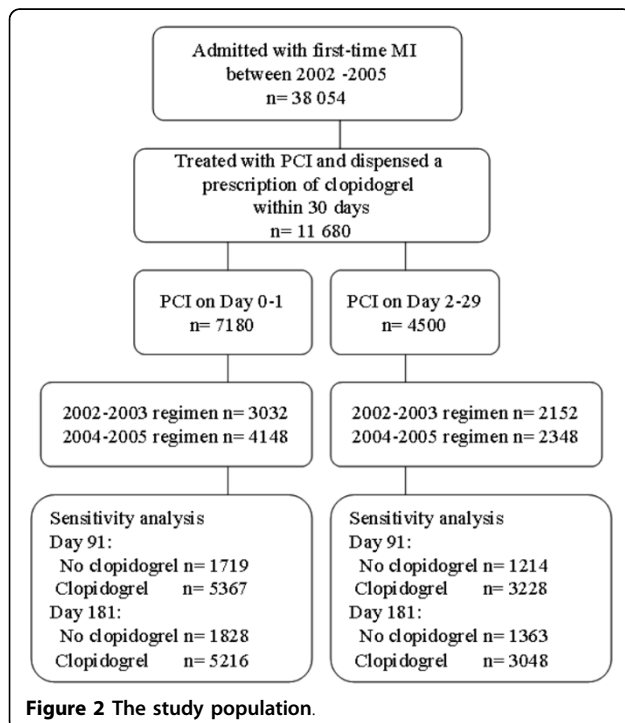 Admitted with first-time MI
between 2002 -2005
n= 38 054
Treated with PCI and dispensed a
prescription of clopidogrel
within 30 days
n= 11 680
PCI on Day 0-1
n= 7180
PCI on Day 2-29
n= 4500
2002-2003 regimen n= 3032
2004-2005 regimen n= 4148
2002-2003 regimen n= 2152
2004-2005 regimen n= 2348
Sensitivity analysis
Day 91:
No clopidogrel n= 1719
Clopidogrel n= 5367
Day 181:
No clopidogrel n= 1828
Clopidogrel n= 5216
Sensitivity analysis
Day 91:
No clopidogrel n= 1214
Clopidogrel n= 3228
Day 181:
No clopidogrel n= 1363
Clopidogrel n= 3048
Figure 2 The study population.